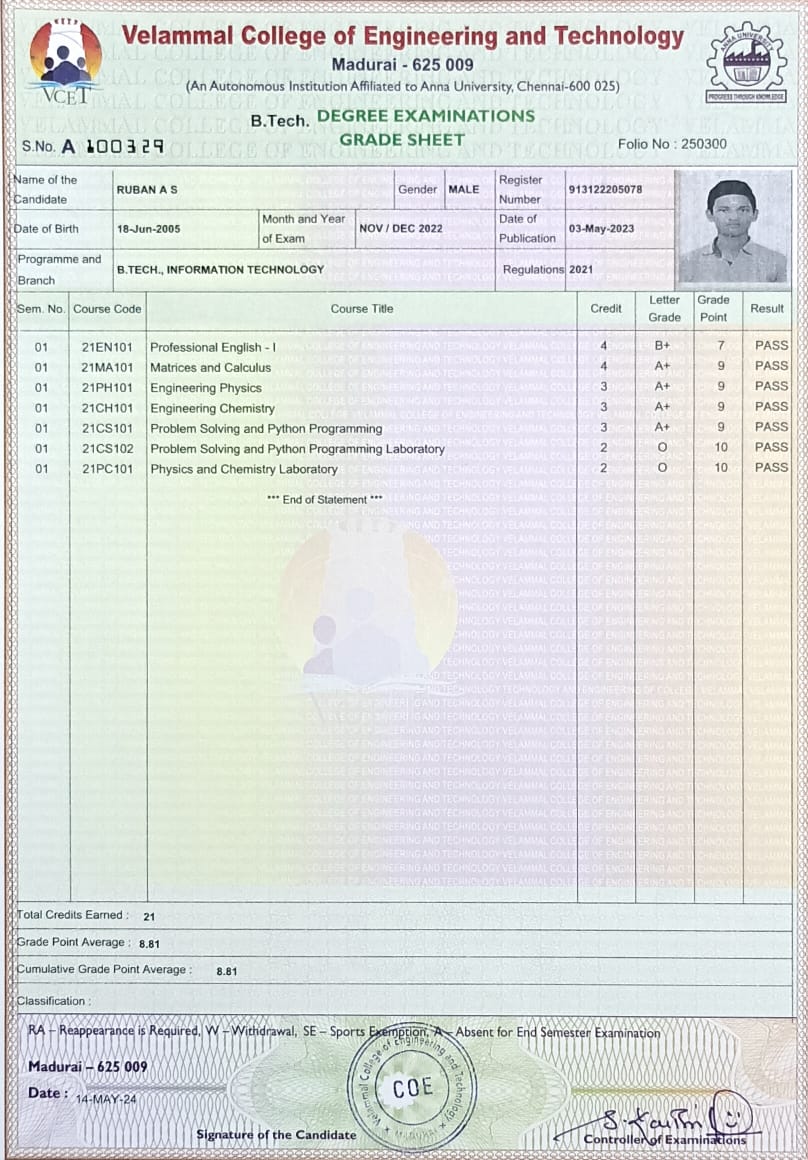 Velammal College of Engineering and Technology
Madurai - 625 009
(An Autonomous Institution Affiliated to Anna University, Chennai-600 025)
VCET
ANNA UNIVERSITY
PROGRESS THROUGH KNOWLEDGE
B.Tech. DEGREE EXAMINATIONS
GRADE SHEET
S.No. A 100329
Folio No : 250300
Name of the Candidate RUBAN A S Gender MALE Register Number 913122205078
Date of Birth 18-Jun-2005 Month and Year of Exam NOV / DEC 2022 Date of Publication 03-May-2023
Programme and Branch B.TECH., INFORMATION TECHNOLOGY Regulations 2021
Sem. No. Course Code Course Title Credit Letter Grade Grade Point Result
01 21EN101 Professional English - I 4 B+ 7 PASS
01 21MA101 Matrices and Calculus 4 A+ 9 PASS
01 21PH101 Engineering Physics 3 A+ 9 PASS
01 21CH101 Engineering Chemistry 3 A+ 9 PASS
01 21CS101 Problem Solving and Python Programming 3 A+ 9 PASS
01 21CS102 Problem Solving and Python Programming Laboratory 2 O 10 PASS
01 21PC101 Physics and Chemistry Laboratory 2 O 10 PASS
*** End of Statement ***
Total Credits Earned : 21
Grade Point Average : 8.81
Cumulative Grade Point Average : 8.81
Classification :
RA – Reappearance is Required, W – Withdrawal, SE – Sports Exemption, A – Absent for End Semester Examination
Madurai – 625 009
Date : 14-MAY-24
Velammal College of Engineering and Technology
COE
MADURAI
Signature of the Candidate
Controller of Examinations